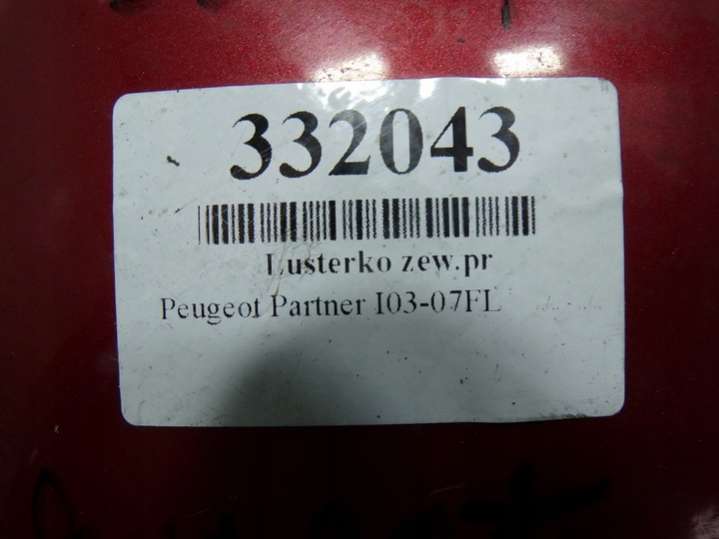 332043
Lusterko zew.pr
Peugeot Partner I03-07FL